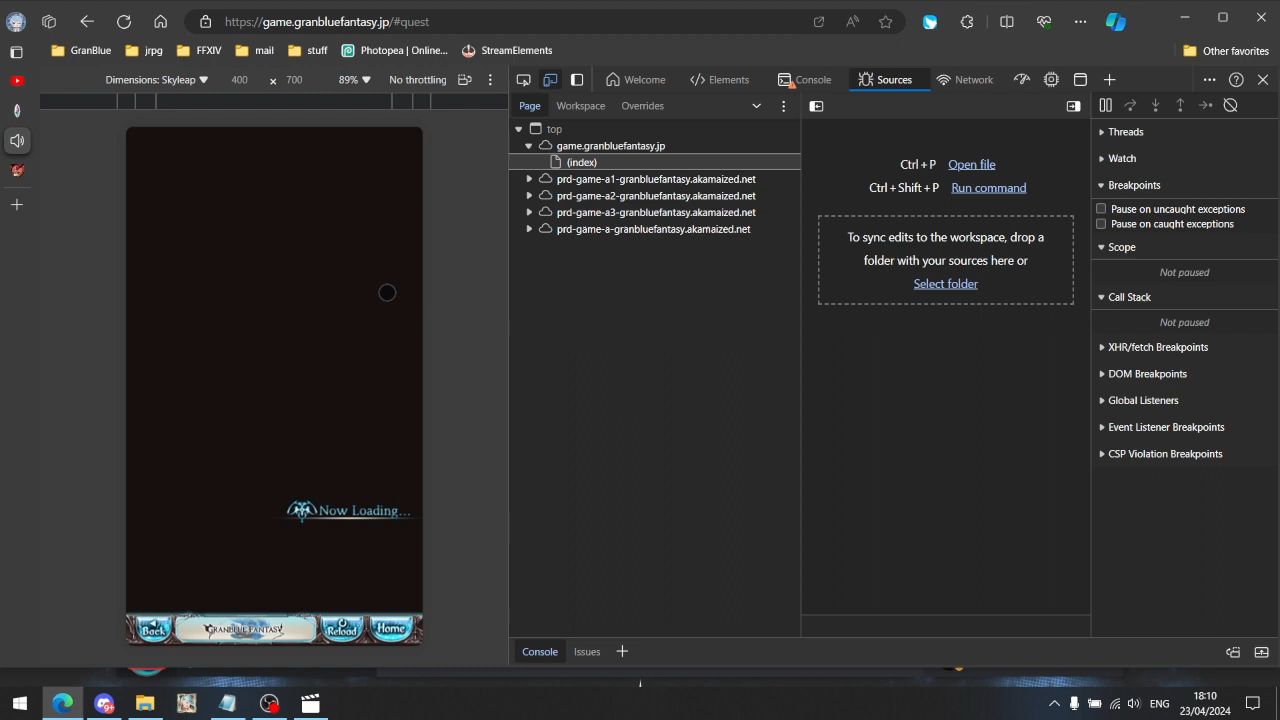 https://game.granbluefantasy.jp/#quest
GranBlue
jrpg
FFXIV
mail
stuff
Photopea | Online...
StreamElements
Other favorites
Dimensions: Skyleap
400
×
700
89%
No throttling
Welcome
Elements
Console
Sources
Network
Page
Workspace
Overrides
top
game.granbluefantasy.jp
(index)
prd-game-a1-granbluefantasy.akamaized.net
prd-game-a2-granbluefantasy.akamaized.net
prd-game-a3-granbluefantasy.akamaized.net
prd-game-a-granbluefantasy.akamaized.net
Ctrl + P Open file
Ctrl + Shift + P Run command
To sync edits to the workspace, drop a
folder with your sources here or
Select folder
Threads
Watch
Breakpoints
Pause on uncaught exceptions
Pause on caught exceptions
Scope
Not paused
Call Stack
Not paused
XHR/fetch Breakpoints
DOM Breakpoints
Global Listeners
Event Listener Breakpoints
CSP Violation Breakpoints
Now Loading...
Back
GRANBLUE FANTASY
Reload
Home
Console
Issues
9+
ENG
18:10
23/04/2024